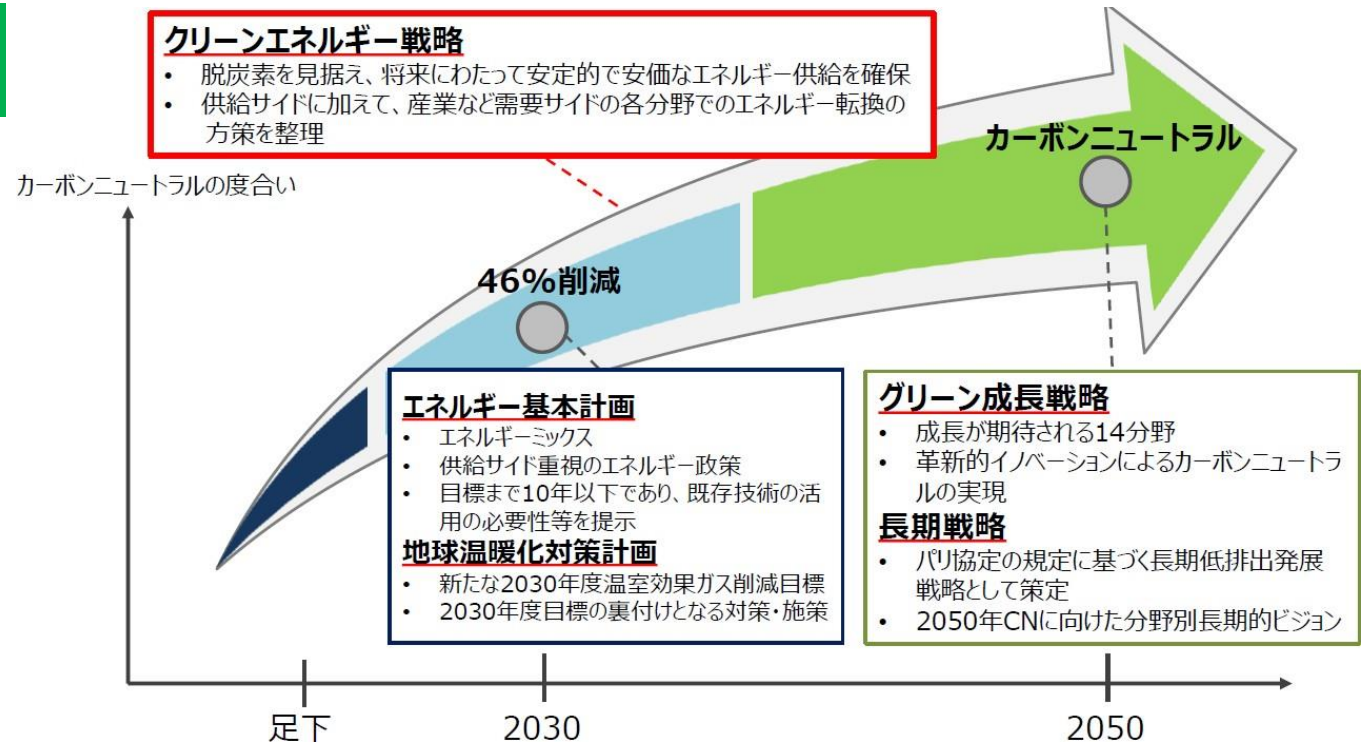 クリーンエネルギー戦略
• 脱炭素を見据え、将来にわたって安定的で安価なエネルギー供給を確保
• 供給サイドに加えて、産業など需要サイドの各分野でのエネルギー転換の
方策を整理
カーボンニュートラルの度合い
カーボンニュートラル
46%削減
エネルギー基本計画
• エネルギーミックス
• 供給サイド重視のエネルギー政策
• 目標まで10年以下であり、既存技術の活
用の必要性等を提示
地球温暖化対策計画
• 新たな2030年度温室効果ガス削減目標
• 2030年度目標の裏付けとなる対策・施策
グリーン成長戦略
• 成長が期待される14分野
• 革新的イノベーションによるカーボンニュートラ
ルの実現
長期戦略
• パリ協定の規定に基づく長期低排出発展
戦略として策定
• 2050年CNに向けた分野別長期的ビジョン
足下
2030
2050